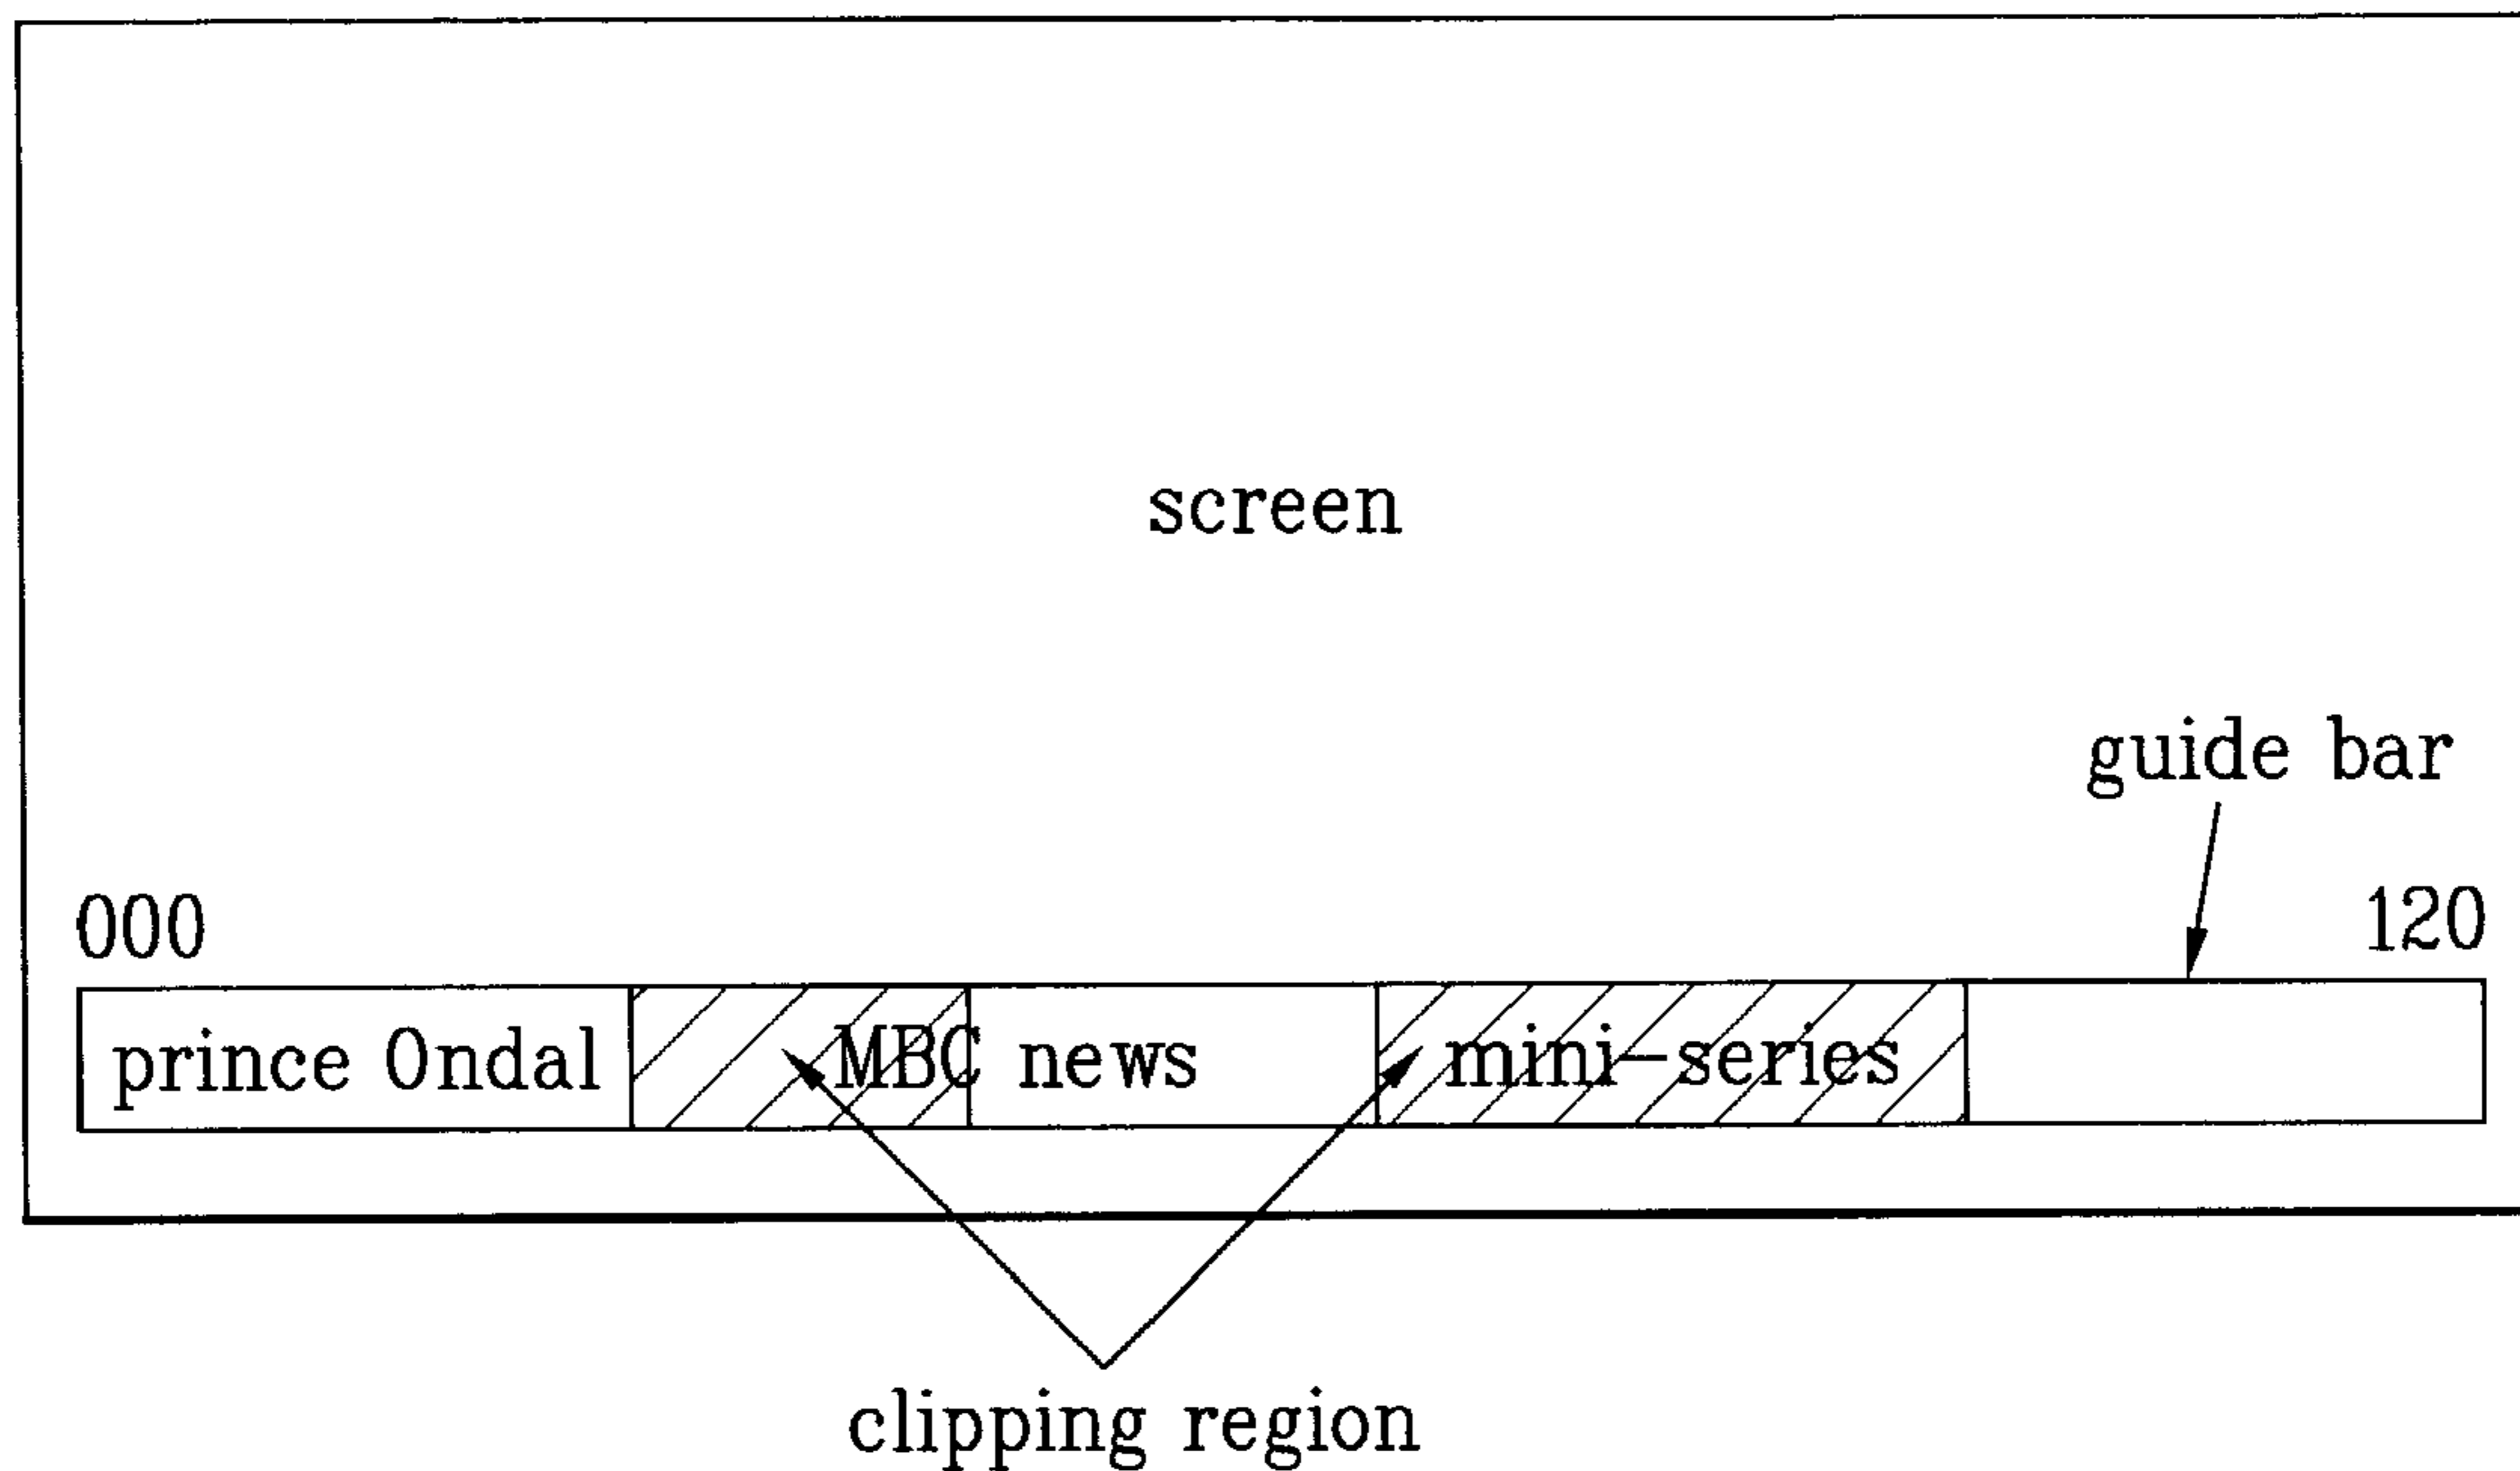 screen
guide bar
000 120
prince Ondal MBC news mini-series
clipping region